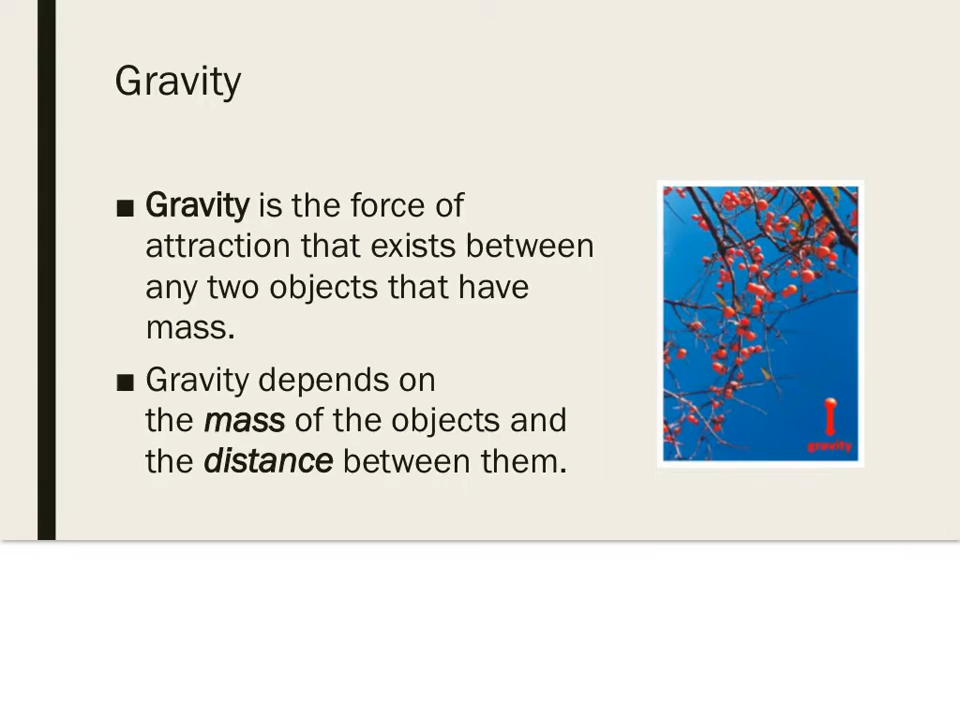 Gravity
■ Gravity is the force of
attraction that exists between
any two objects that have
mass.
■ Gravity depends on
the mass of the objects and
the distance between them.
gravity